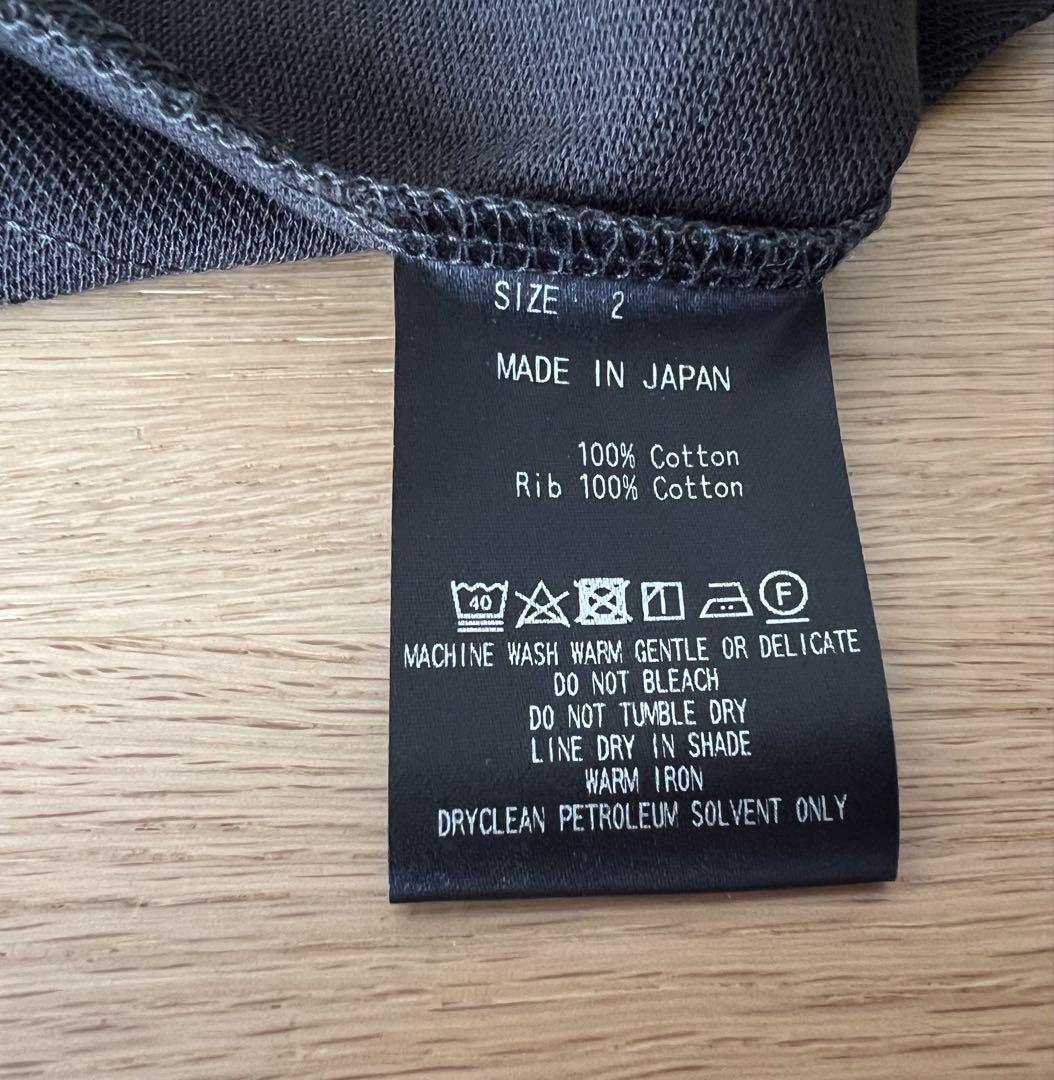 SIZE 2
MADE IN JAPAN
100% Cotton
Rib 100% Cotton
40 F
MACHINE WASH WARM GENTLE OR DELICATE
DO NOT BLEACH
DO NOT TUMBLE DRY
LINE DRY IN SHADE
WARM IRON
DRYCLEAN PETROLEUM SOLVENT ONLY